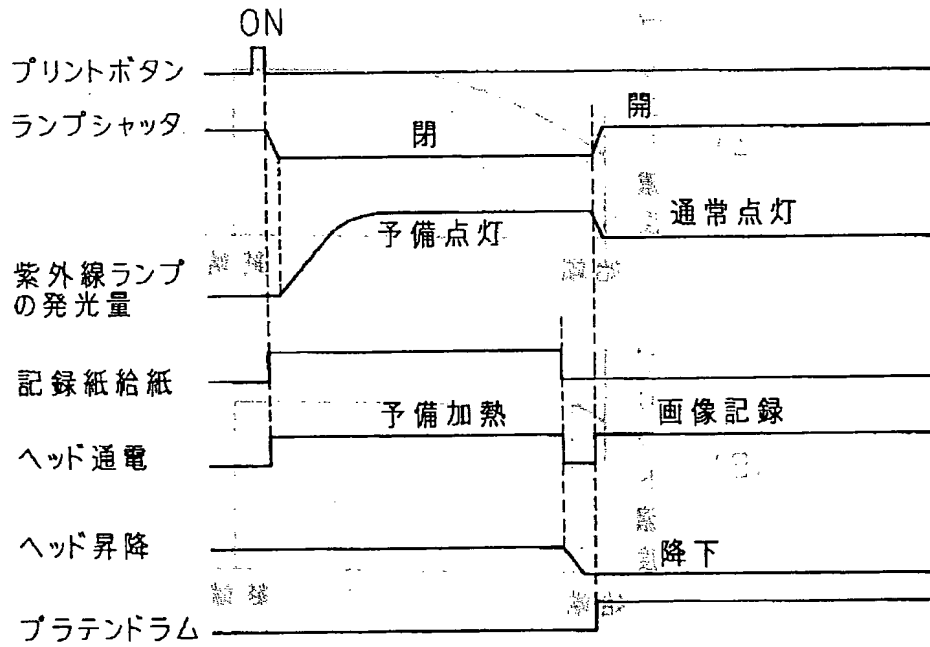 ON
プリントボタン
ランプシャッタ
閉
開
予備点灯
通常点灯
紫外線ランプ
の発光量
記録紙給紙
予備加熱
画像記録
ヘッド通電
ヘッド昇降
降下
プラテンドラム